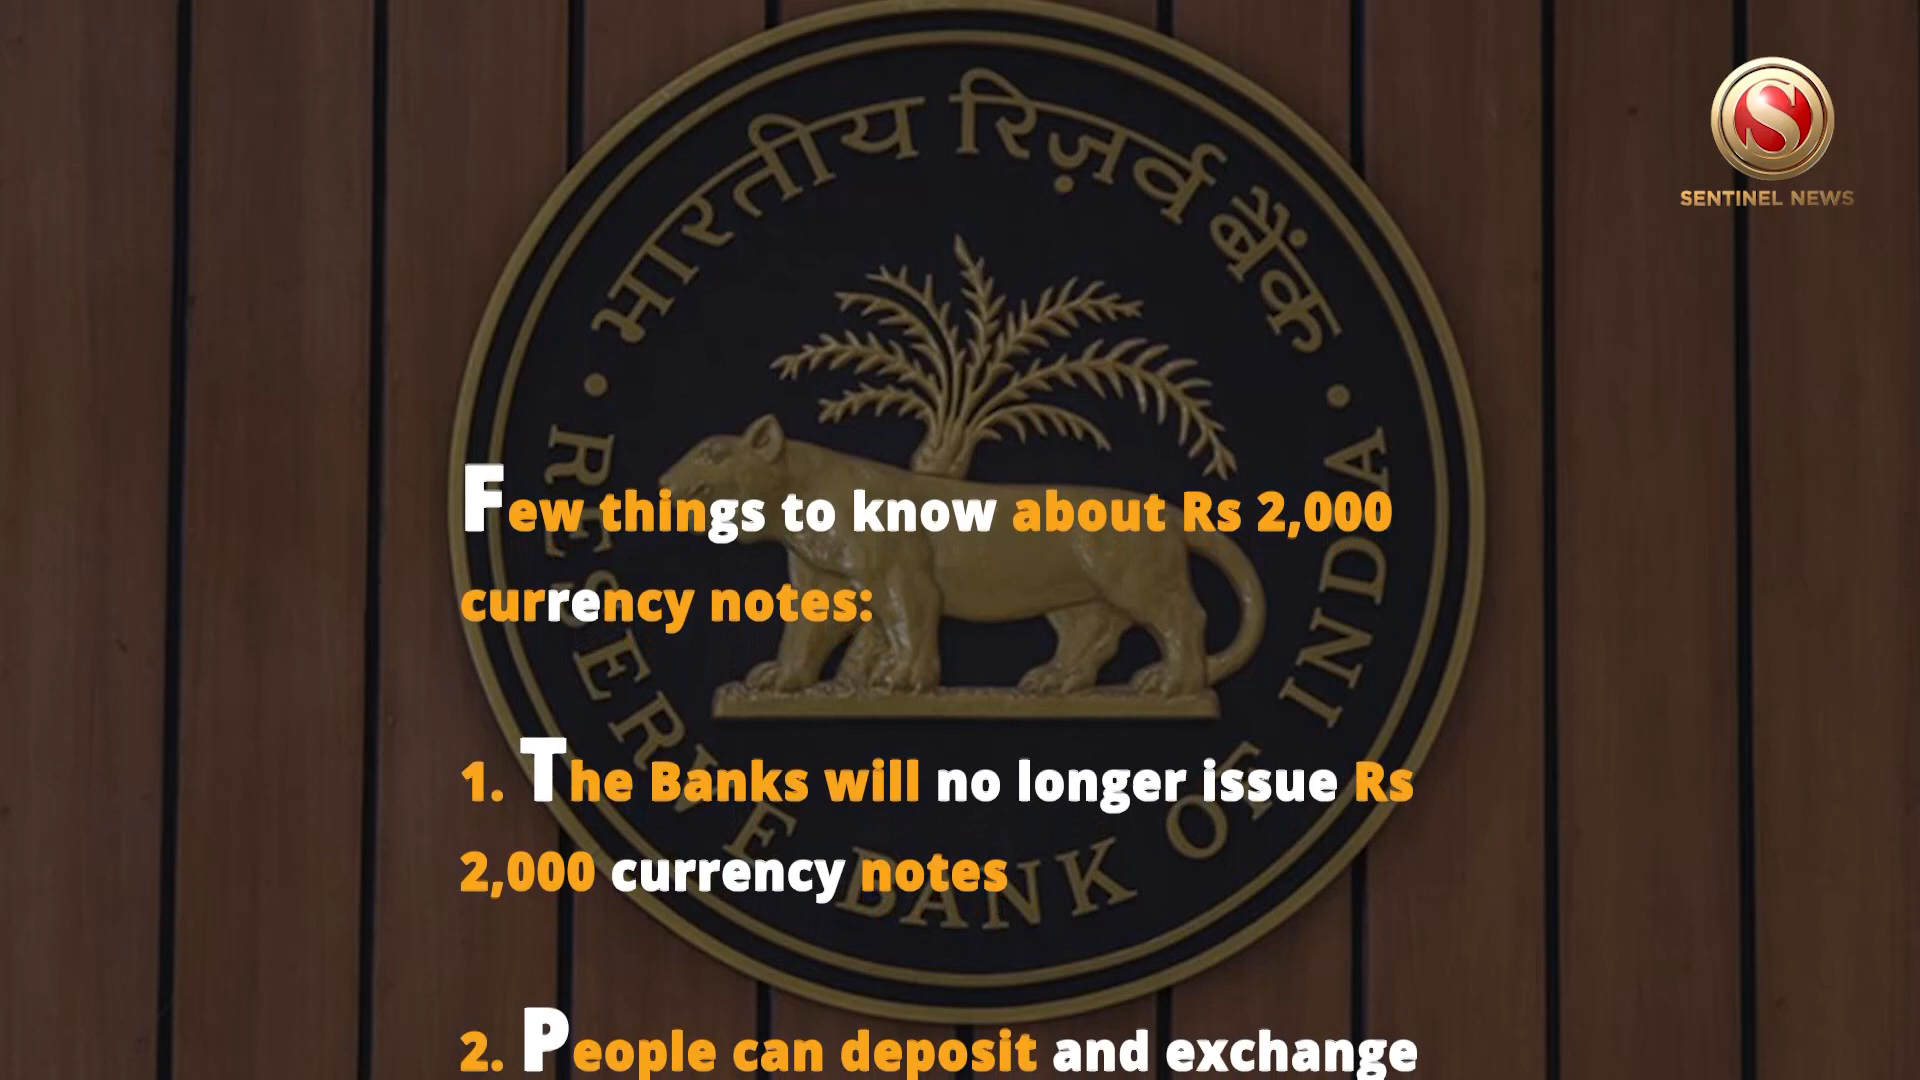 भारतीय रिज़र्व बैंक
SENTINEL NEWS
RESERVE BANK OF INDIA
Few things to know about Rs 2,000
currency notes:
1. The Banks will no longer issue Rs
2,000 currency notes
2. People can deposit and exchange